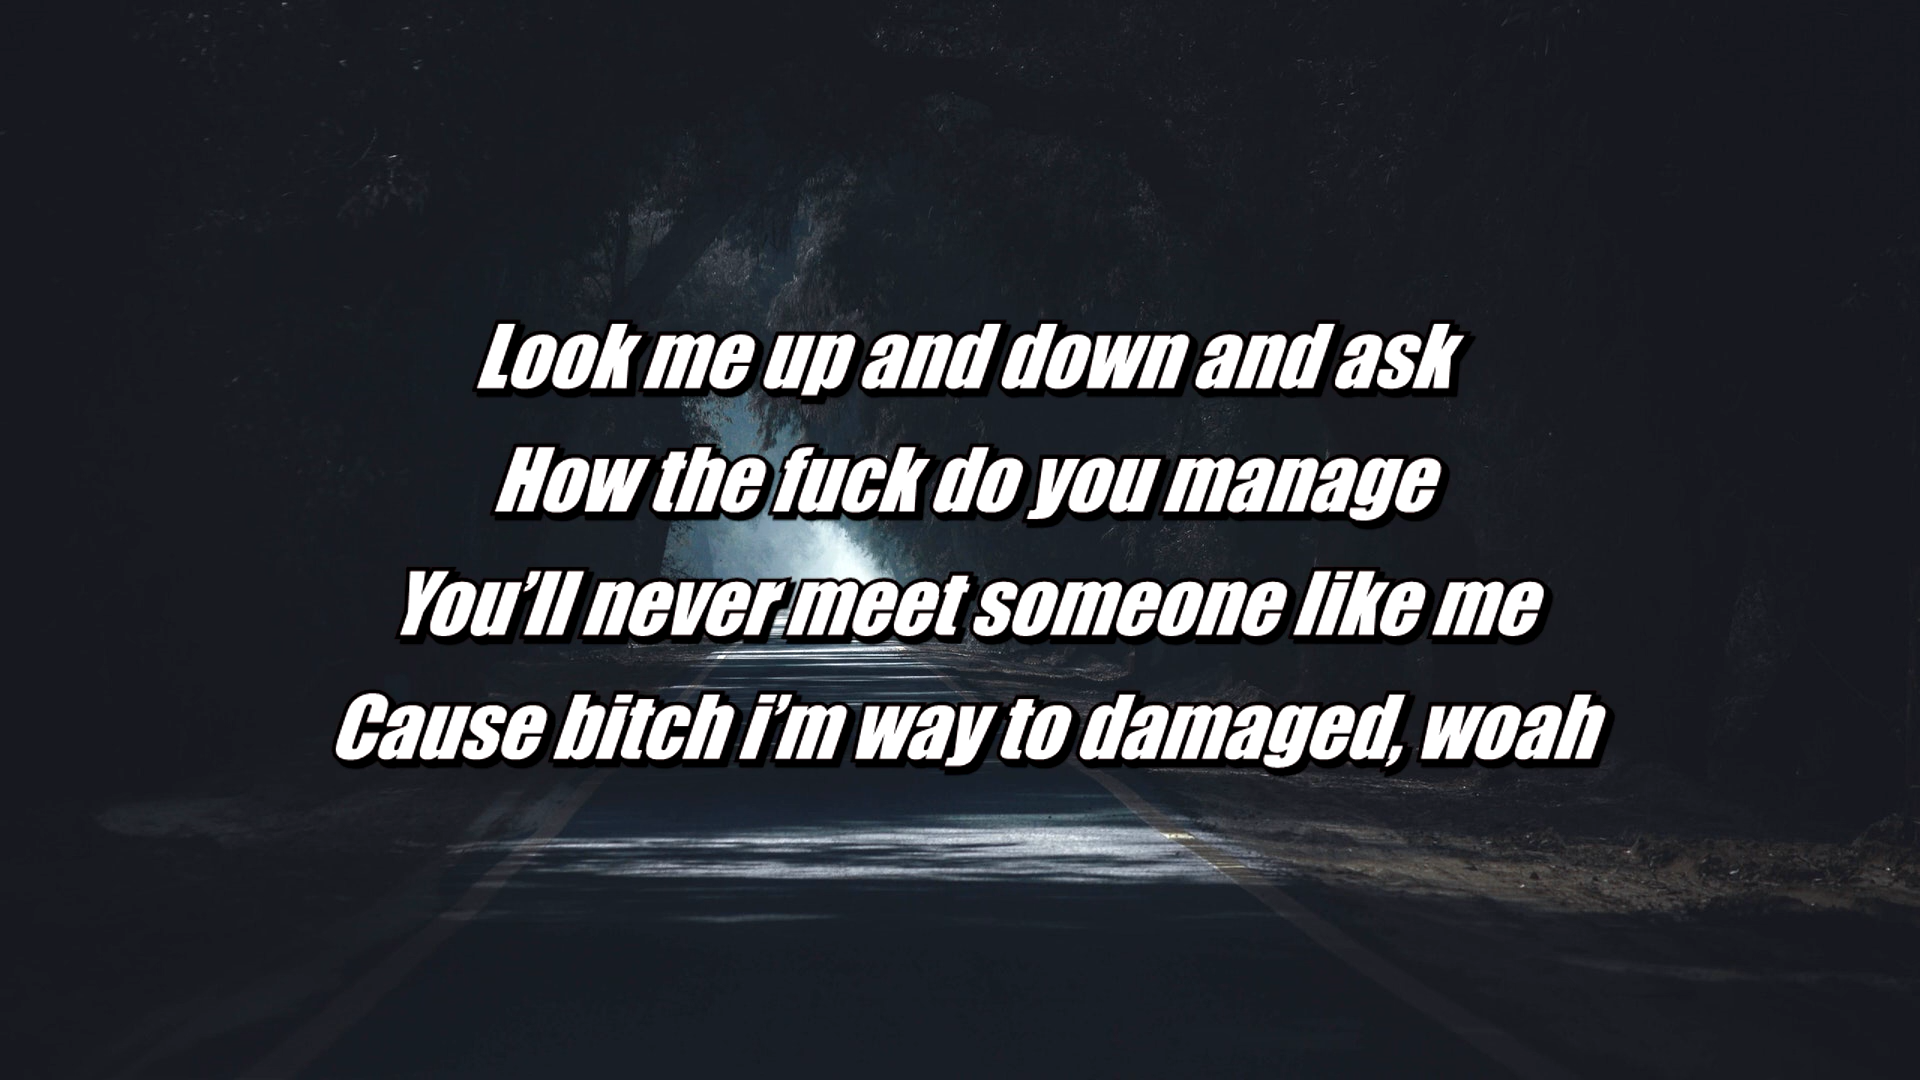 Look me up and down and ask
How the fuck do you manage
You’ll never meet someone like me
Cause bitch i’m way to damaged, woah